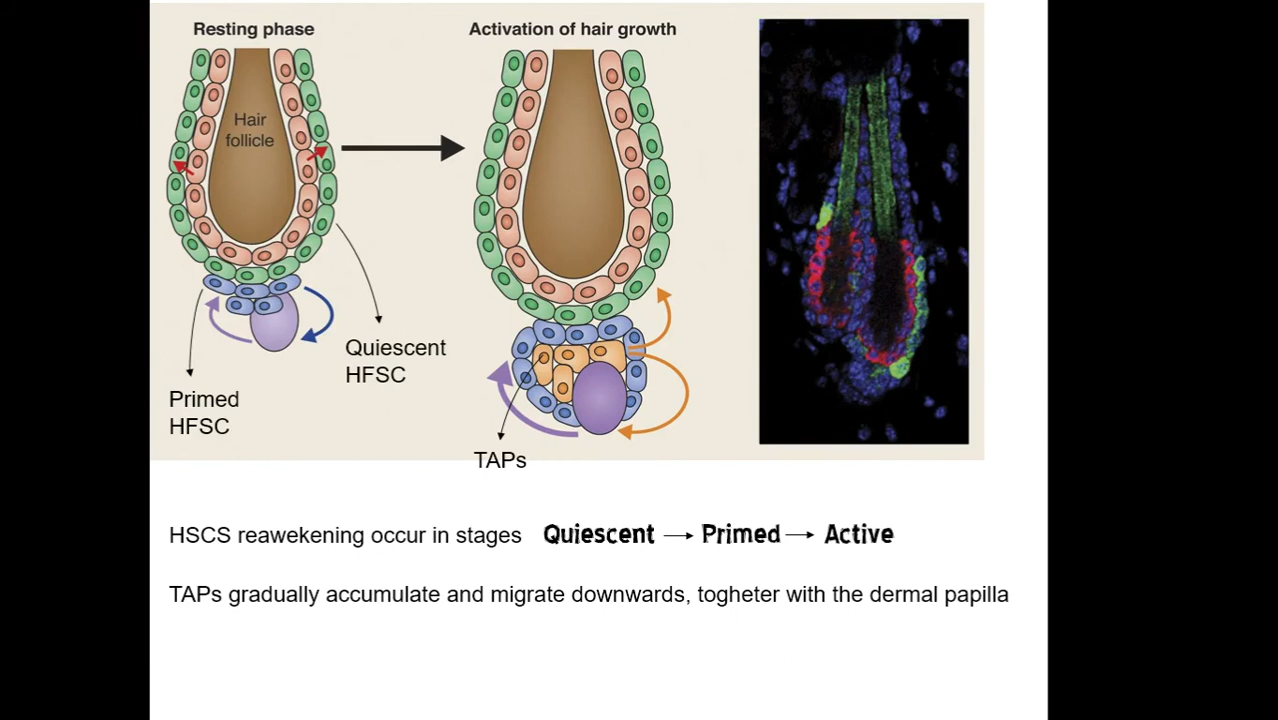 Resting phase
Activation of hair growth
Hair
follicle
Quiescent
HFSC
Primed
HFSC
TAPs
HSCS reawekening occur in stages Quiescent → Primed → Active
TAPs gradually accumulate and migrate downwards, togheter with the dermal papilla